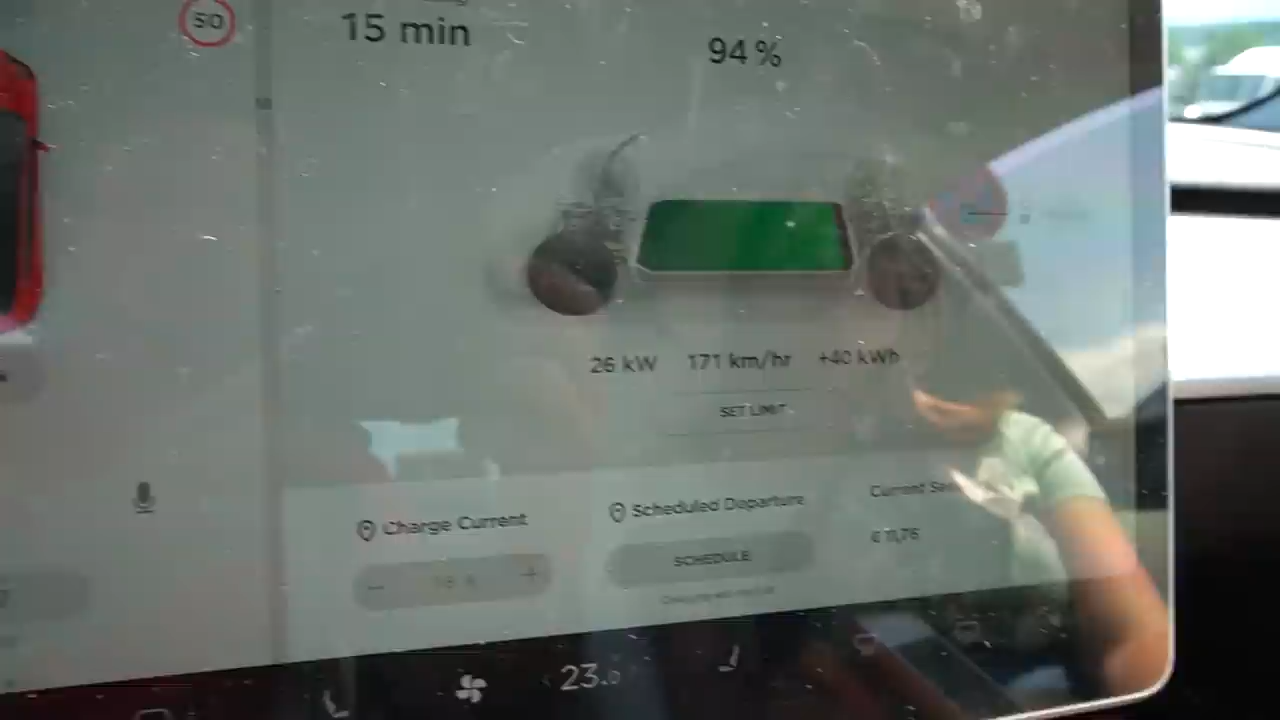 50
15 min
94 %
26 kW 171 km/hr +40 kWh
SET LIMIT
Charge Current
Scheduled Departure
SCHEDULE
Current
€ 11,76
23.0